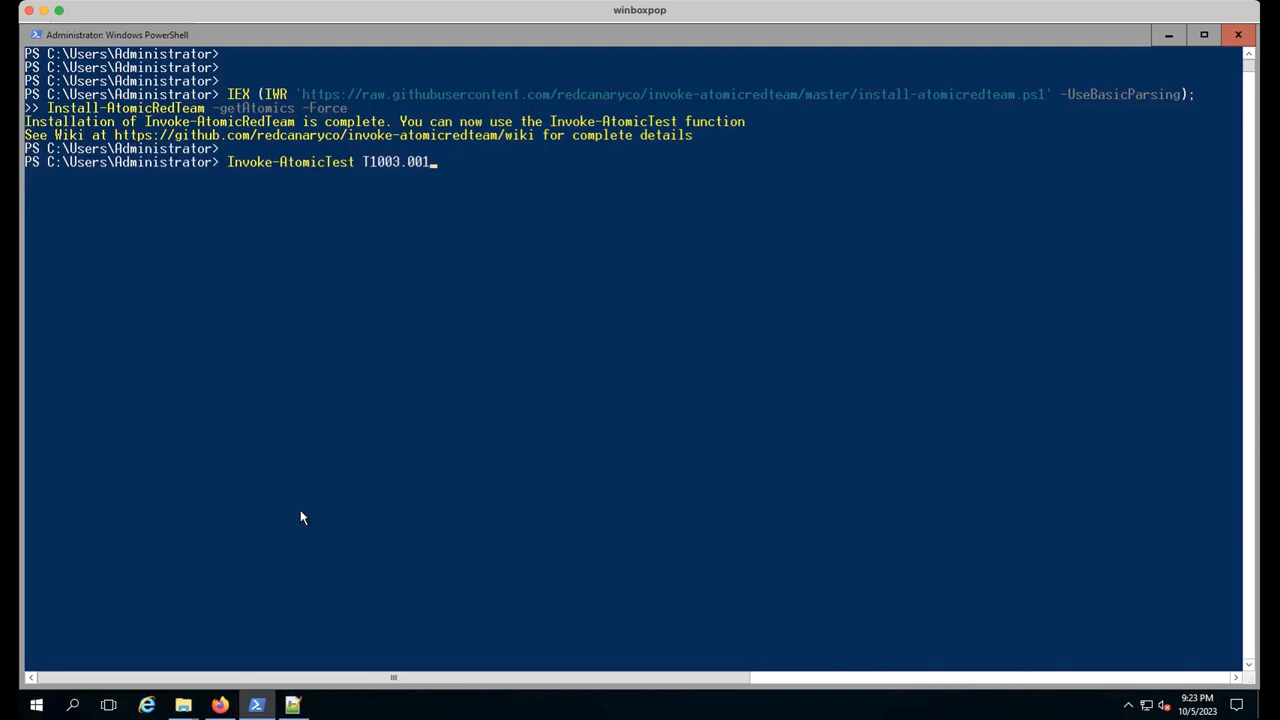 winboxpop
Administrator: Windows PowerShell
PS C:\Users\Administrator>
PS C:\Users\Administrator>
PS C:\Users\Administrator>
PS C:\Users\Administrator> IEX (IWR 'https://raw.githubusercontent.com/redcanaryco/invoke-atomicredteam/master/install-atomicredteam.ps1' -UseBasicParsing);
>> Install-AtomicRedTeam -getAtomics -Force
Installation of Invoke-AtomicRedTeam is complete. You can now use the Invoke-AtomicTest function
See Wiki at https://github.com/redcanaryco/invoke-atomicredteam/wiki for complete details
PS C:\Users\Administrator>
PS C:\Users\Administrator> Invoke-AtomicTest T1003.001
9:23 PM
10/5/2023